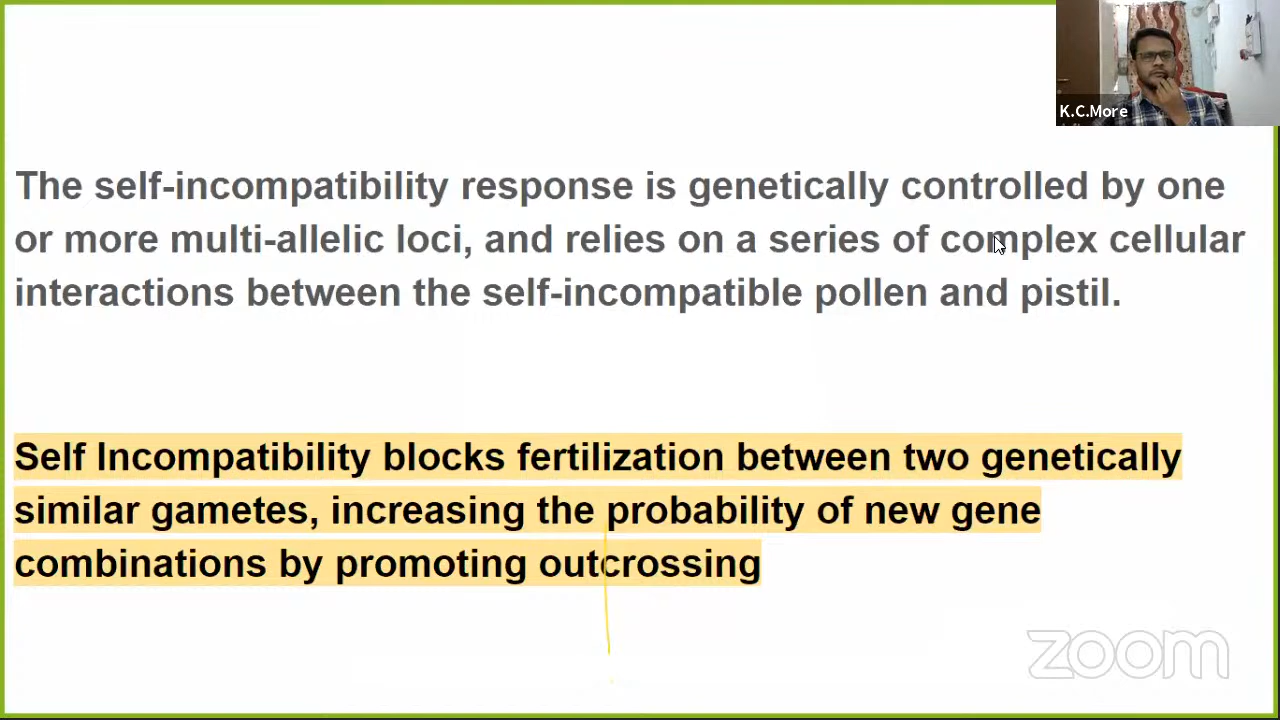 K.C.More
The self-incompatibility response is genetically controlled by one
or more multi-allelic loci, and relies on a series of complex cellular
interactions between the self-incompatible pollen and pistil.
Self Incompatibility blocks fertilization between two genetically
similar gametes, increasing the probability of new gene
combinations by promoting outcrossing
zoom